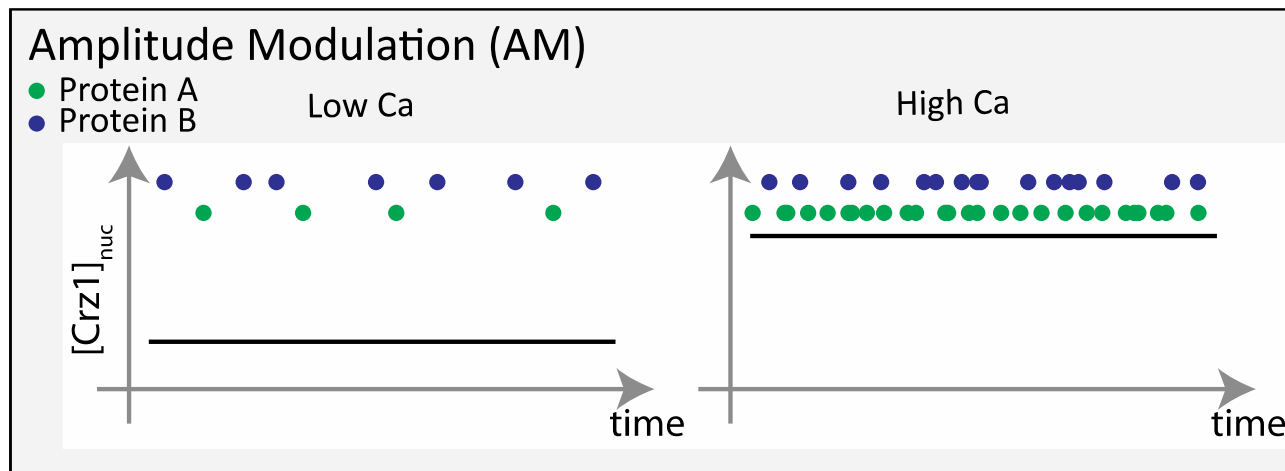 Amplitude Modulation (AM)
Protein A
Protein B
Low Ca
High Ca
[Crz1]nuc
time
time